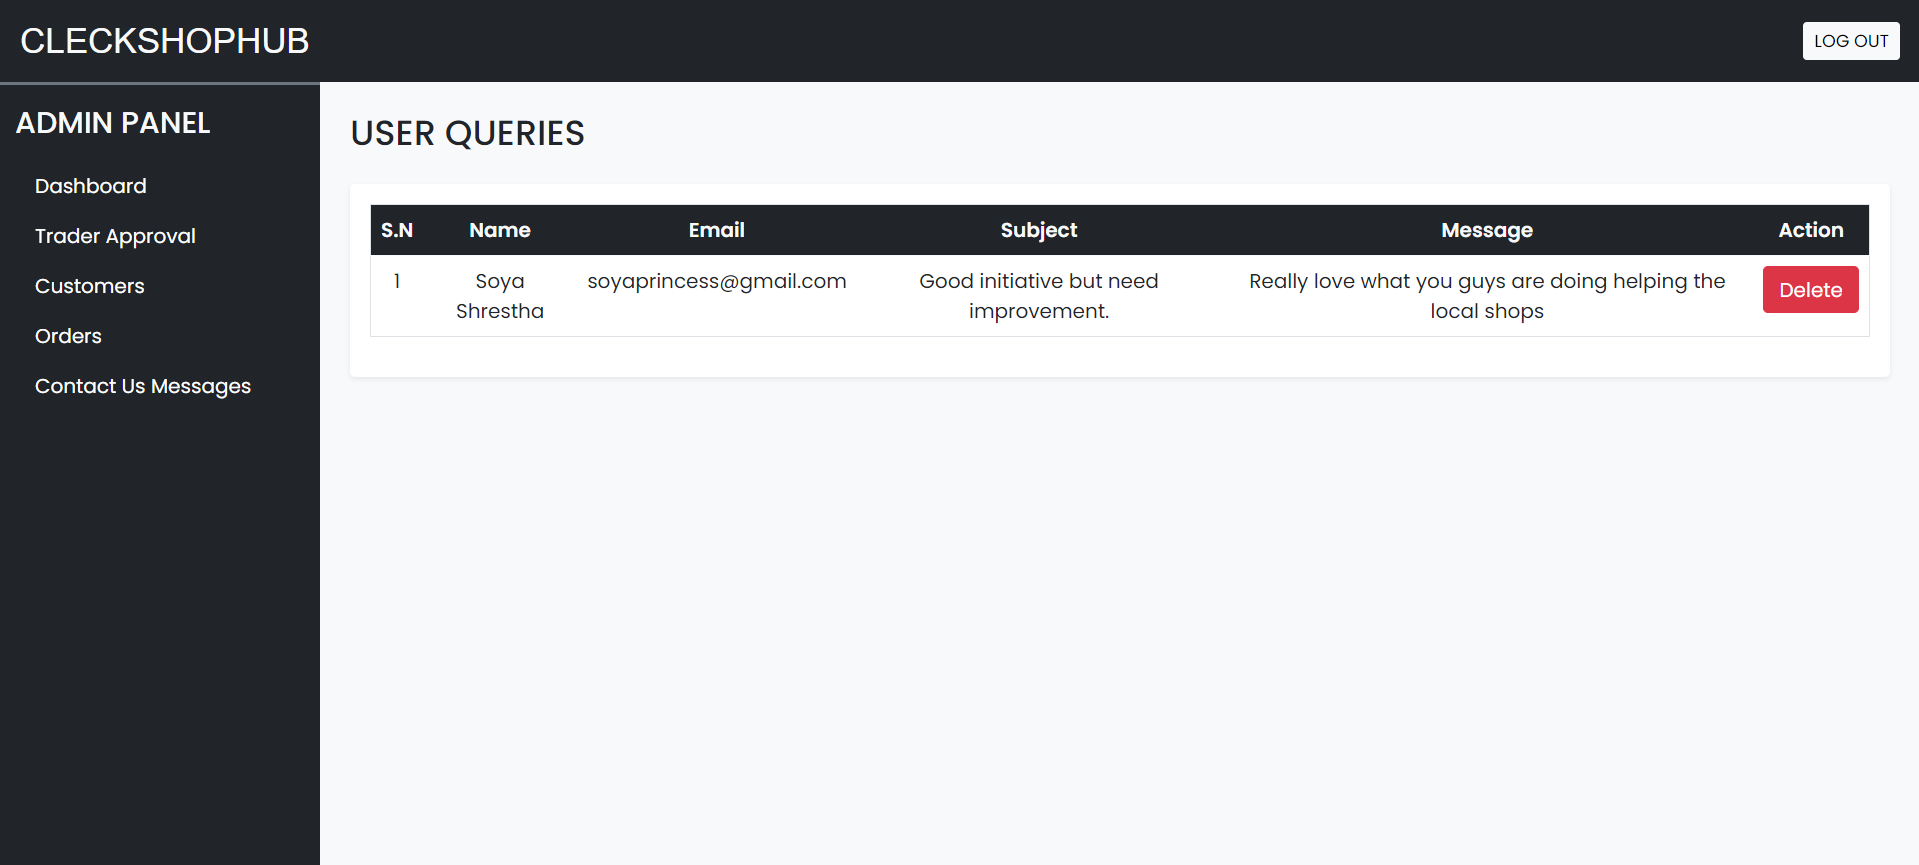 CLECKSHOPHUB
LOG OUT
ADMIN PANEL
Dashboard
Trader Approval
Customers
Orders
Contact Us Messages
USER QUERIES
S.N Name Email Subject Message Action
1 Soya soyaprincess@gmail.com Good initiative but need Really love what you guys are doing helping the Delete
Shrestha improvement. local shops